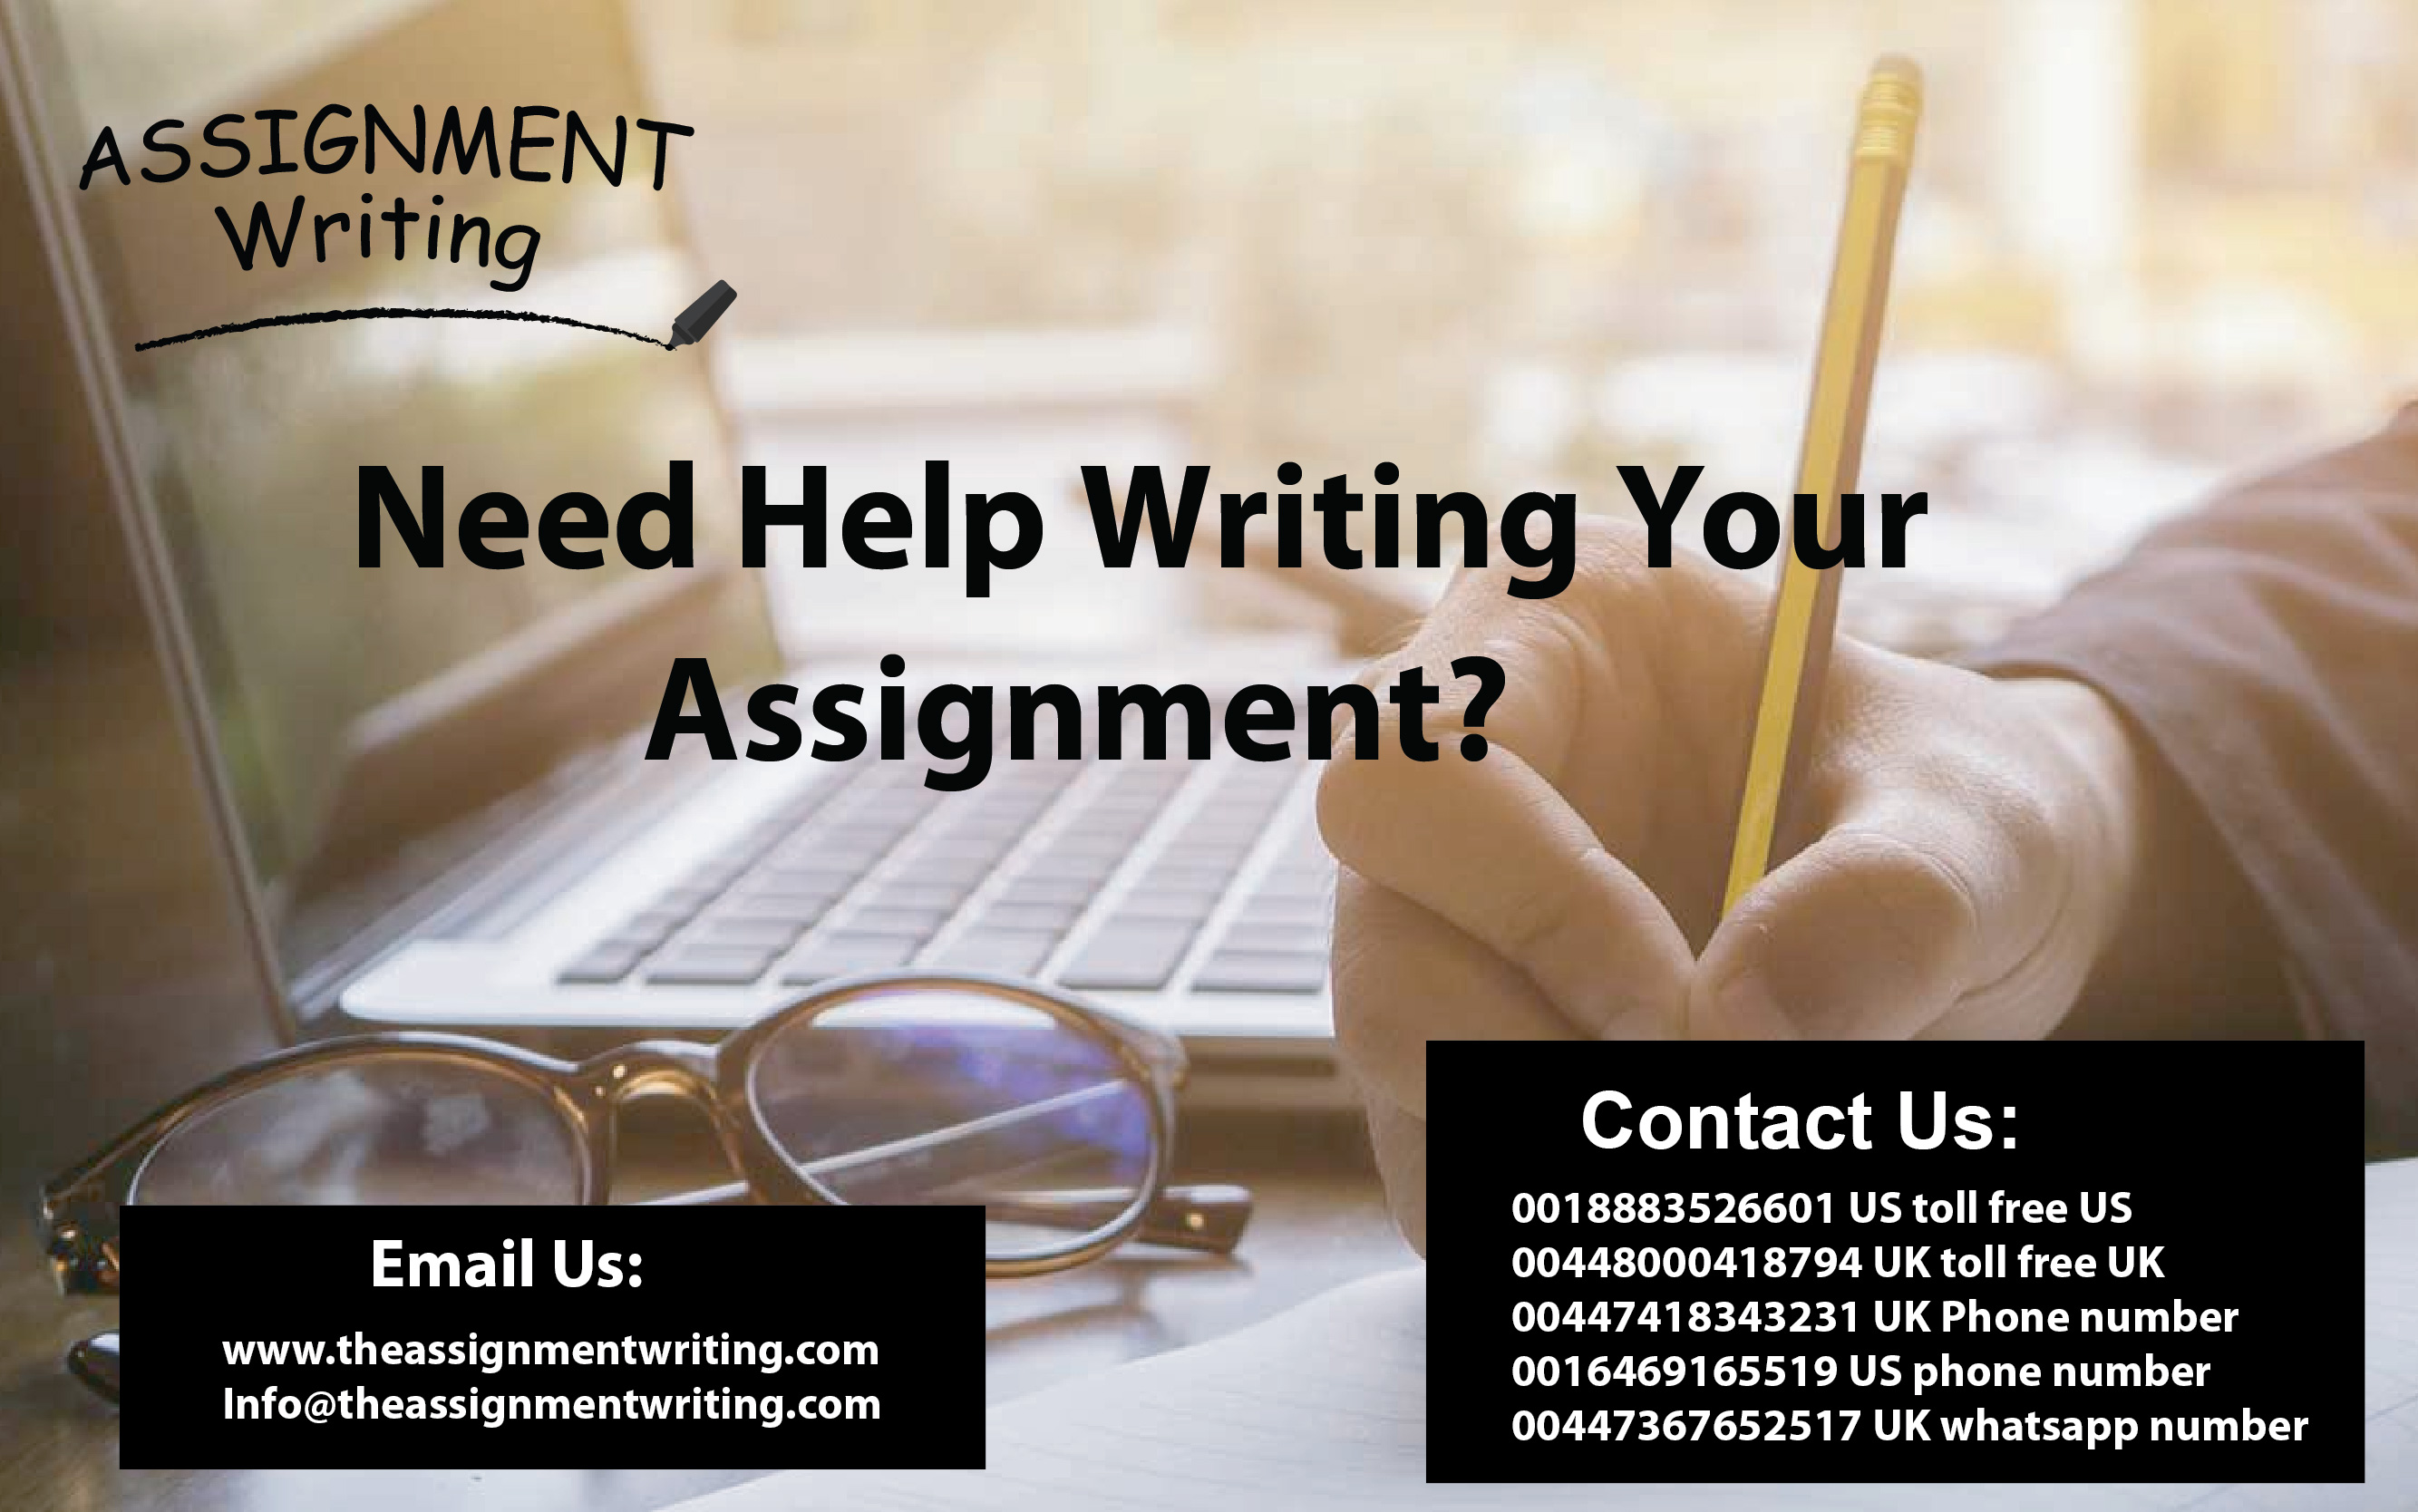 ASSIGNMENT
Writing
Need Help Writing Your
Assignment?
Email Us:
www.theassignmentwriting.com
Info@theassignmentwriting.com
Contact Us:
0018883526601 US toll free US
00448000418794 UK toll free UK
00447418343231 UK Phone number
0016469165519 US phone number
00447367652517 UK whatsapp number